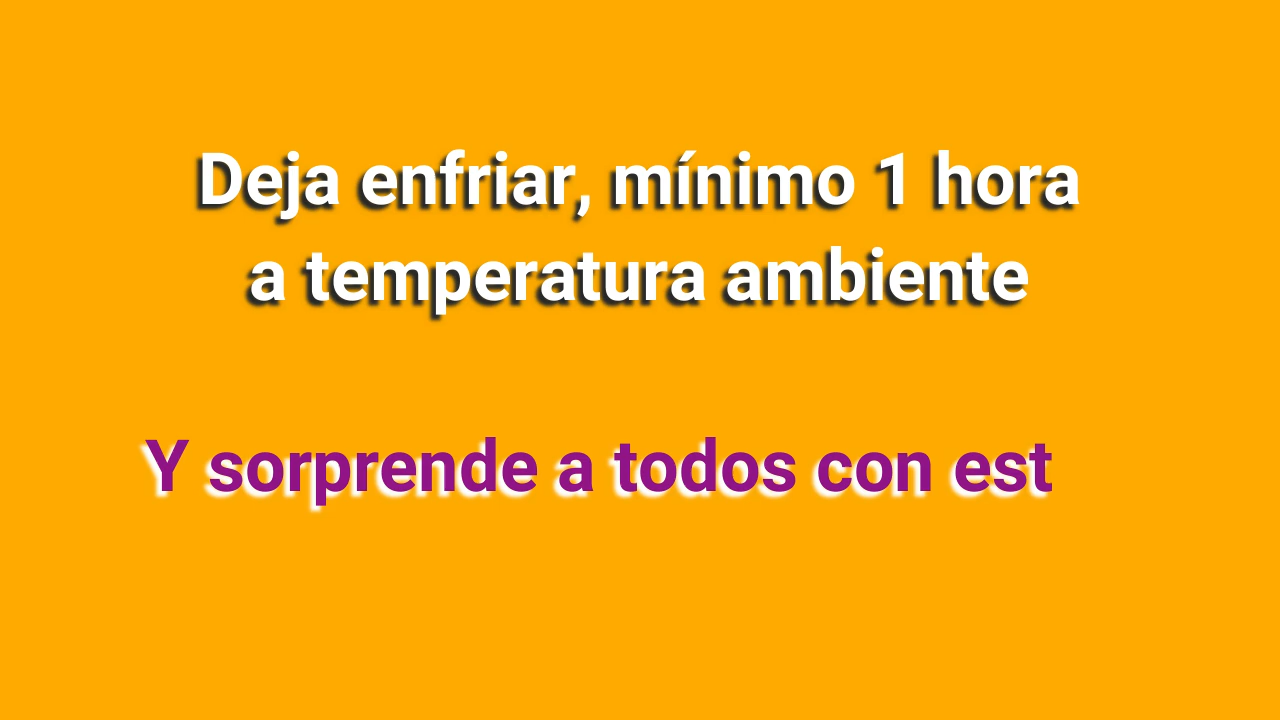 Deja enfriar, mínimo 1 hora
a temperatura ambiente
Y sorprende a todos con est